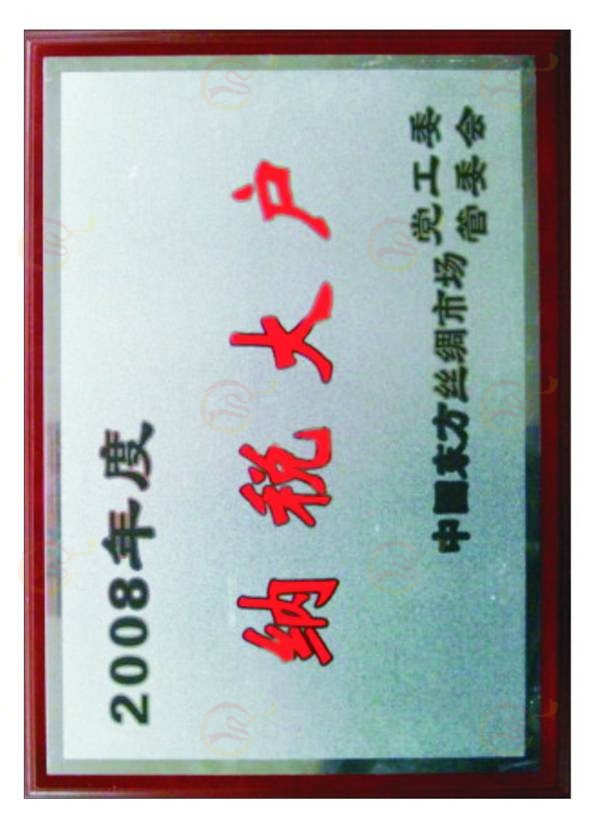 2008年度
纳税大户
中国东方丝绸市场 党工委
管委会